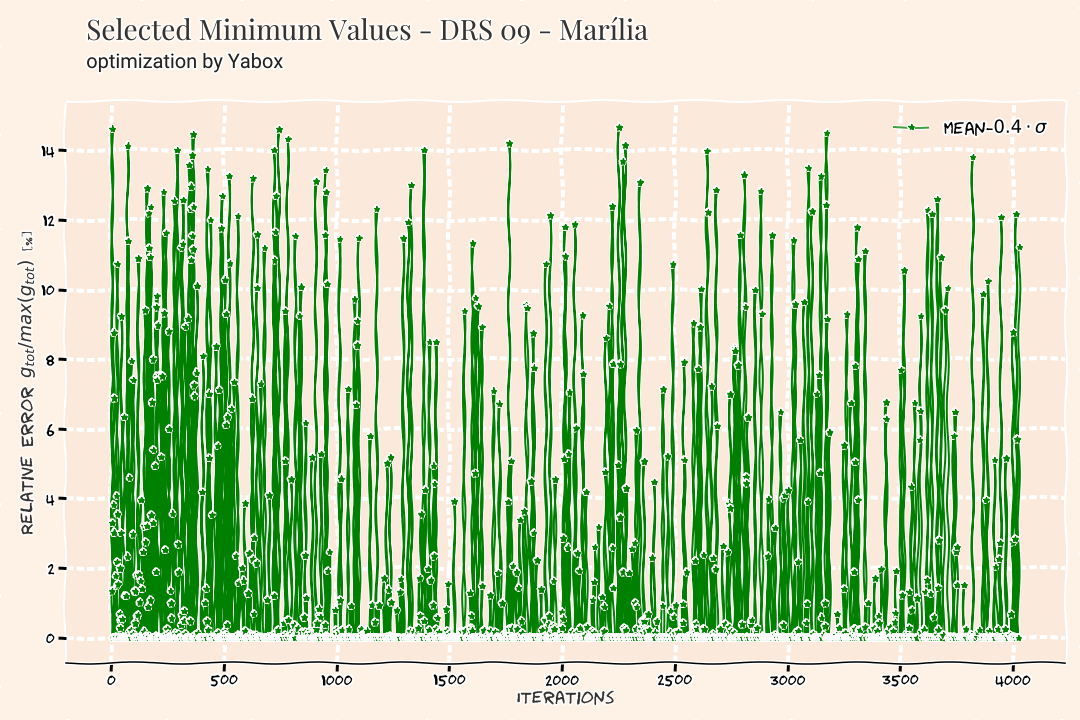 Selected Minimum Values - DRS 09 - Marília
optimization by Yabox
MEAN-0.4 · σ
14
12
10
8
6
4
2
0
RELATIVE ERROR g_tot/max(g_tot) [%]
0 500 1000 1500 2000 2500 3000 3500 4000
ITERATIONS